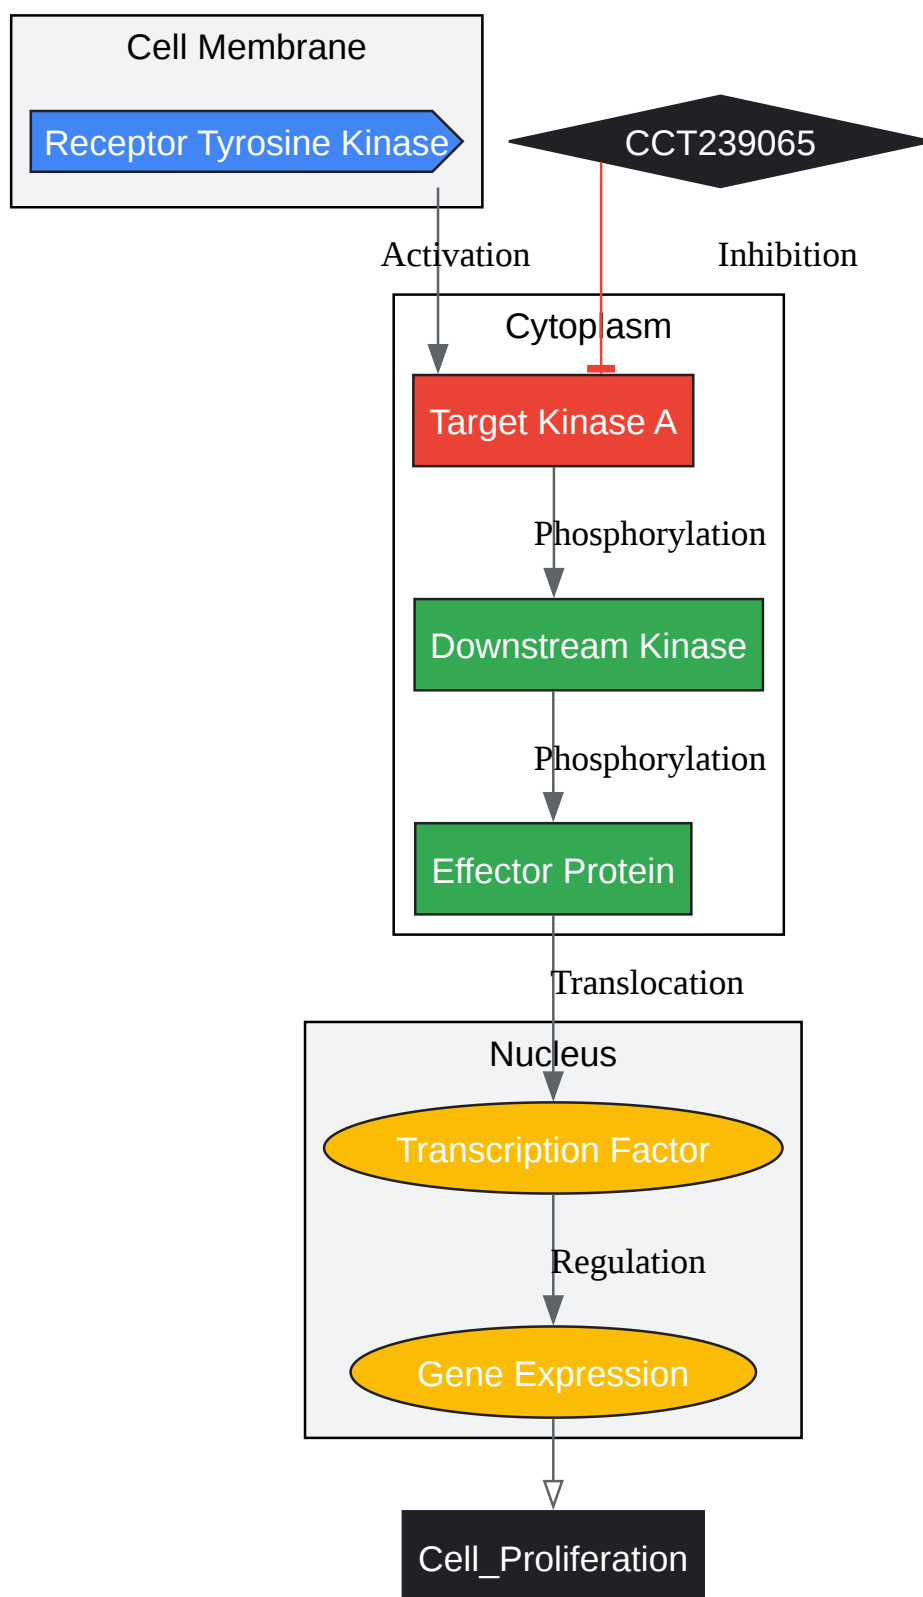 Cell Membrane
Receptor Tyrosine Kinase
CCT239065
Activation
Inhibition
Cytoplasm
Target Kinase A
Phosphorylation
Downstream Kinase
Phosphorylation
Effector Protein
Translocation
Nucleus
Transcription Factor
Regulation
Gene Expression
Cell_Proliferation